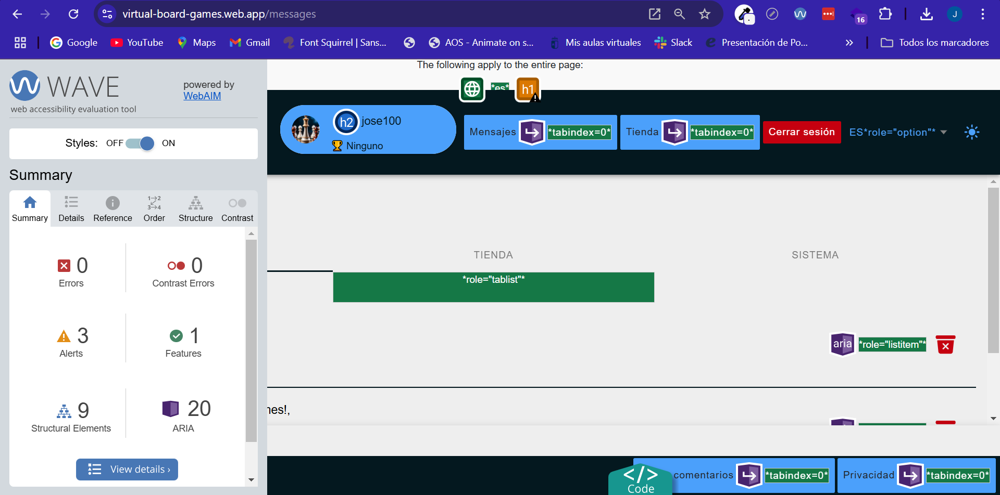 virtual-board-games.web.app/messages
16
J
Google
YouTube
Maps
Gmail
Font Squirrel | Sans...
AOS - Animate on s...
Mis aulas virtuales
Slack
Presentación de Po...
»
Todos los marcadores
WAVE
powered by
WebAIM
web accessibility evaluation tool
Styles: OFF ON
Summary
Summary
Details
Reference
Order
Structure
Contrast
0
Errors
0
Contrast Errors
3
Alerts
1
Features
9
Structural Elements
20
ARIA
View details ›
The following apply to the entire page:
*es*
h1
h2
jose100
Ninguno
Mensajes *tabindex=0*
Tienda *tabindex=0*
Cerrar sesión
ES*role="option"*
TIENDA
SISTEMA
*role="tablist"*
aria *role="listitem"*
nes!,
</> Code
comentarios *tabindex=0*
Privacidad *tabindex=0*